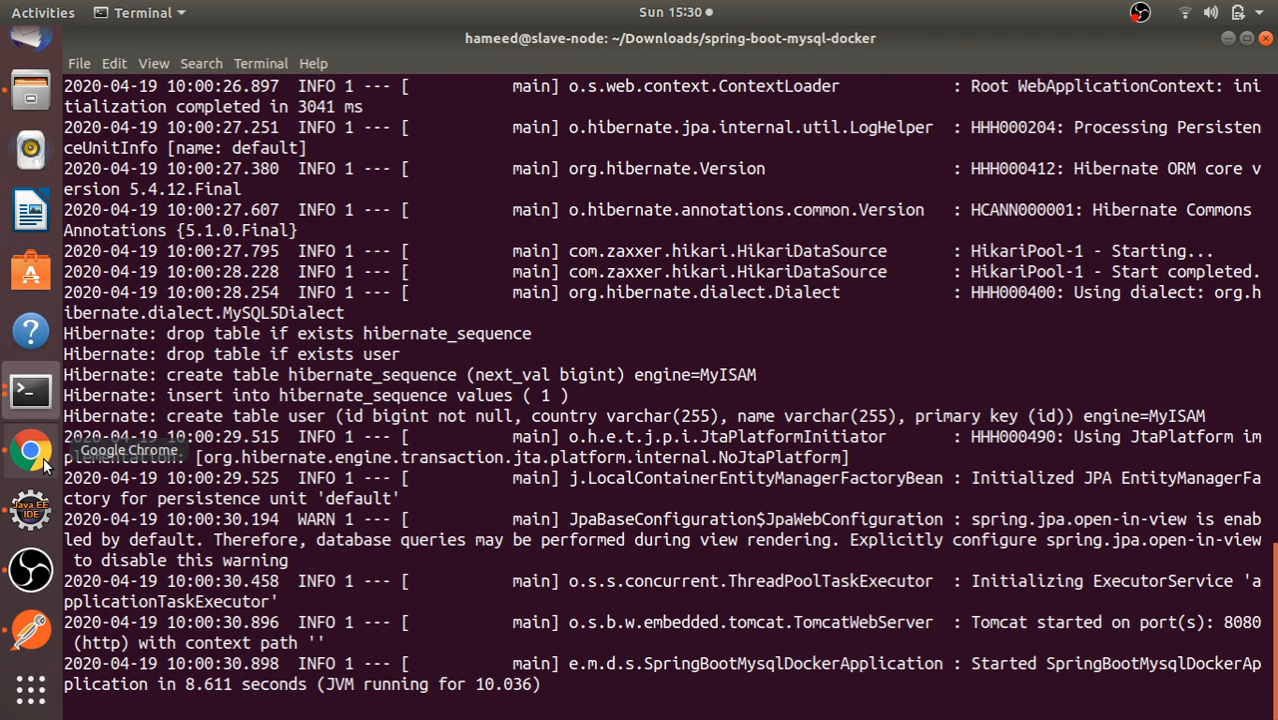 Activities Terminal Sun 15:30
hameed@slave-node: ~/Downloads/spring-boot-mysql-docker
File Edit View Search Terminal Help
2020-04-19 10:00:26.897  INFO 1 --- [           main] o.s.web.context.ContextLoader            : Root WebApplicationContext: ini
tialization completed in 3041 ms
2020-04-19 10:00:27.251  INFO 1 --- [           main] o.hibernate.jpa.internal.util.LogHelper  : HHH000204: Processing Persisten
ceUnitInfo [name: default]
2020-04-19 10:00:27.380  INFO 1 --- [           main] org.hibernate.Version                    : HHH000412: Hibernate ORM core v
ersion 5.4.12.Final
2020-04-19 10:00:27.607  INFO 1 --- [           main] o.hibernate.annotations.common.Version   : HCANN000001: Hibernate Commons
Annotations {5.1.0.Final}
2020-04-19 10:00:27.795  INFO 1 --- [           main] com.zaxxer.hikari.HikariDataSource       : HikariPool-1 - Starting...
2020-04-19 10:00:28.228  INFO 1 --- [           main] com.zaxxer.hikari.HikariDataSource       : HikariPool-1 - Start completed.
2020-04-19 10:00:28.254  INFO 1 --- [           main] org.hibernate.dialect.Dialect            : HHH000400: Using dialect: org.h
ibernate.dialect.MySQL5Dialect
Hibernate: drop table if exists hibernate_sequence
Hibernate: drop table if exists user
Hibernate: create table hibernate_sequence (next_val bigint) engine=MyISAM
Hibernate: insert into hibernate_sequence values ( 1 )
Hibernate: create table user (id bigint not null, country varchar(255), name varchar(255), primary key (id)) engine=MyISAM
2020-04-19 10:00:29.515  INFO 1 --- [           main] o.h.e.t.j.p.i.JtaPlatformInitiator       : HHH000490: Using JtaPlatform im
Google Chrome
plementation: [org.hibernate.engine.transaction.jta.platform.internal.NoJtaPlatform]
2020-04-19 10:00:29.525  INFO 1 --- [           main] j.LocalContainerEntityManagerFactoryBean : Initialized JPA EntityManagerFa
ctory for persistence unit 'default'
2020-04-19 10:00:30.194  WARN 1 --- [           main] JpaBaseConfiguration$JpaWebConfiguration : spring.jpa.open-in-view is enab
led by default. Therefore, database queries may be performed during view rendering. Explicitly configure spring.jpa.open-in-view
to disable this warning
2020-04-19 10:00:30.458  INFO 1 --- [           main] o.s.s.concurrent.ThreadPoolTaskExecutor  : Initializing ExecutorService 'a
pplicationTaskExecutor'
2020-04-19 10:00:30.896  INFO 1 --- [           main] o.s.b.w.embedded.tomcat.TomcatWebServer  : Tomcat started on port(s): 8080
(http) with context path ''
2020-04-19 10:00:30.898  INFO 1 --- [           main] e.m.d.s.SpringBootMysqlDockerApplication : Started SpringBootMysqlDockerAp
plication in 8.611 seconds (JVM running for 10.036)
Java EE
IDE